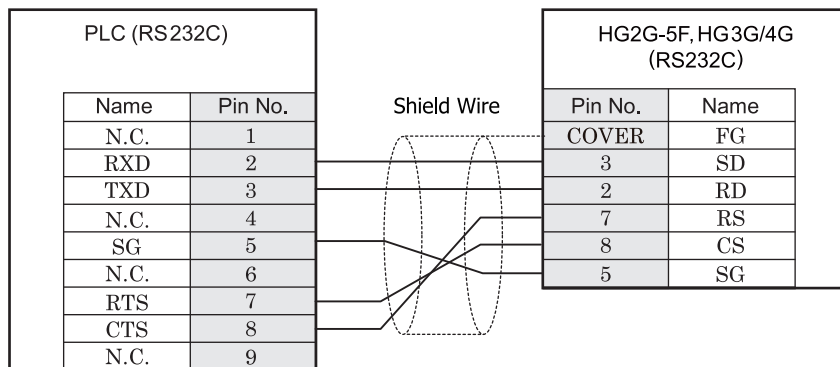 PLC (RS232C)
Name Pin No.
N.C. 1
RXD 2
TXD 3
N.C. 4
SG 5
N.C. 6
RTS 7
CTS 8
N.C. 9
Shield Wire
HG2G-5F, HG3G/4G
(RS232C)
Pin No. Name
COVER FG
3 SD
2 RD
7 RS
8 CS
5 SG